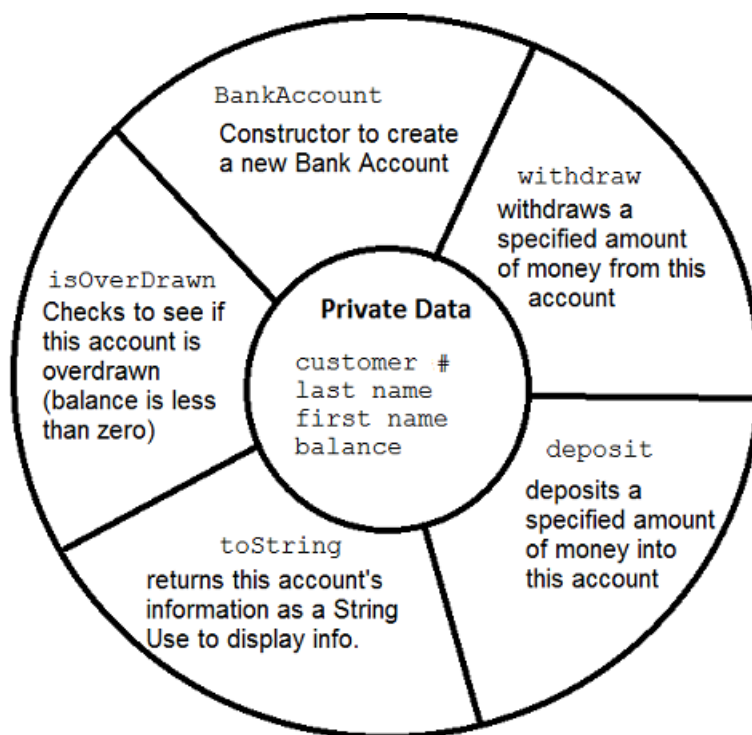 BankAccount
Constructor to create
a new Bank Account
withdraw
withdraws a
specified amount
of money from this
account
deposit
deposits a
specified amount
of money into
this account
toString
returns this account's
information as a String
Use to display info.
isOverDrawn
Checks to see if
this account is
overdrawn
(balance is less
than zero)
Private Data
customer #
last name
first name
balance